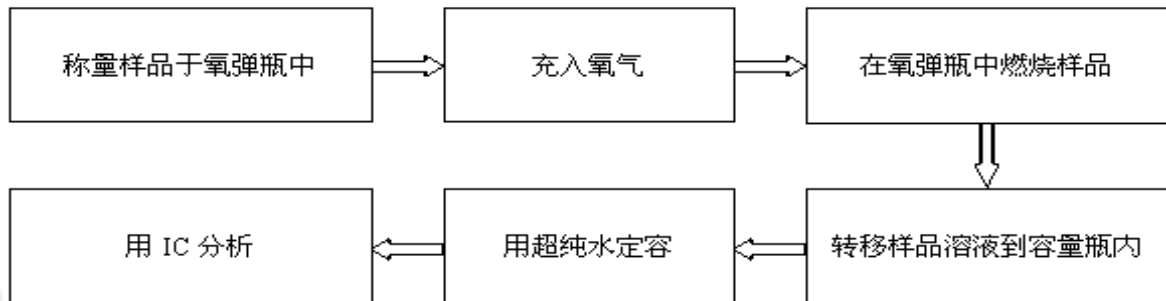 称量样品于氧弹瓶中
充入氧气
在氧弹瓶中燃烧样品
转移样品溶液到容量瓶内
用超纯水定容
用 IC 分析